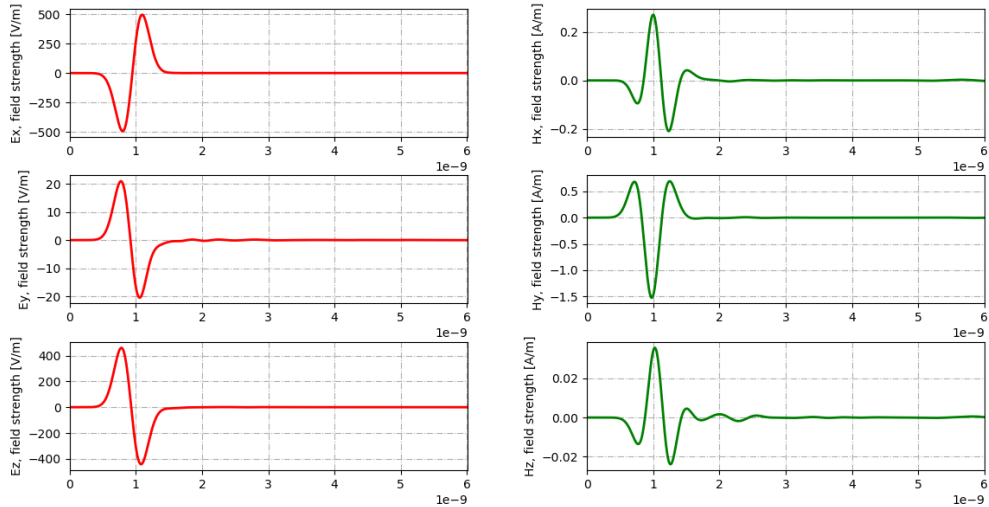 Ex, field strength [V/m]
500
250
0
−250
−500
0 1 2 3 4 5 6
1e−9
Hx, field strength [A/m]
0.2
0.0
−0.2
0 1 2 3 4 5 6
1e−9
Ey, field strength [V/m]
20
10
0
−10
−20
0 1 2 3 4 5 6
1e−9
Hy, field strength [A/m]
0.5
0.0
−0.5
−1.0
−1.5
0 1 2 3 4 5 6
1e−9
Ez, field strength [V/m]
400
200
0
−200
−400
0 1 2 3 4 5 6
1e−9
Hz, field strength [A/m]
0.02
0.00
−0.02
0 1 2 3 4 5 6
1e−9